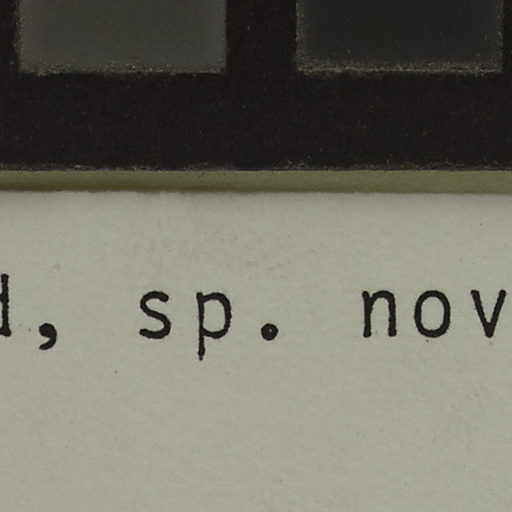 d, sp. nov